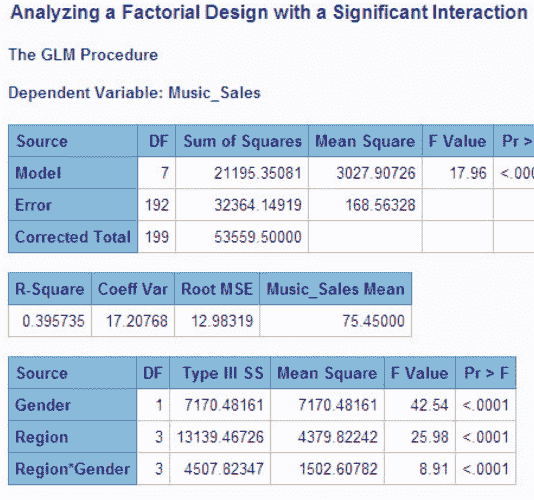 Analyzing a Factorial Design with a Significant Interaction
The GLM Procedure
Dependent Variable: Music_Sales
Source DF Sum of Squares Mean Square F Value Pr >
Model 7 21195.35081 3027.90726 17.96 <.000
Error 192 32364.14919 168.56328
Corrected Total 199 53559.50000
R-Square Coeff Var Root MSE Music_Sales Mean
0.395735 17.20768 12.98319 75.45000
Source DF Type III SS Mean Square F Value Pr > F
Gender 1 7170.48161 7170.48161 42.54 <.0001
Region 3 13139.46726 4379.82242 25.98 <.0001
Region*Gender 3 4507.82347 1502.60782 8.91 <.0001